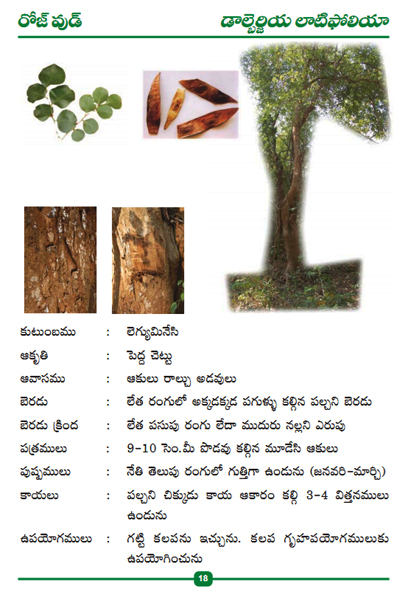 రోజ్ వుడ్ డాల్బెర్జియ లాటిఫోలియా
కుటుంబము : లెగ్యుమినేసి
ఆకృతి : పెద్ద చెట్టు
ఆవాసము : ఆకులు రాల్చు అడవులు
బెరడు : లేత రంగులో అక్కడక్కడ పగుళ్ళు కల్గిన పల్చని బెరడు
బెరడు క్రింద : లేత పసుపు రంగు లేదా ముదురు నల్లని ఎరుపు
పత్రములు : 9-10 సెం.మీ పొడవు కల్గిన మూడేసి ఆకులు
పుష్పములు : నేతి తెలుపు రంగులో గుత్తిగా ఉండును (జనవరి-మార్చి)
కాయలు : పల్చని చిక్కుడు కాయ ఆకారం కల్గి 3-4 విత్తనములు
ఉండును
ఉపయోగములు : గట్టి కలపను ఇచ్చును. కలప గృహపయోగములుకు
ఉపయోగించును
18